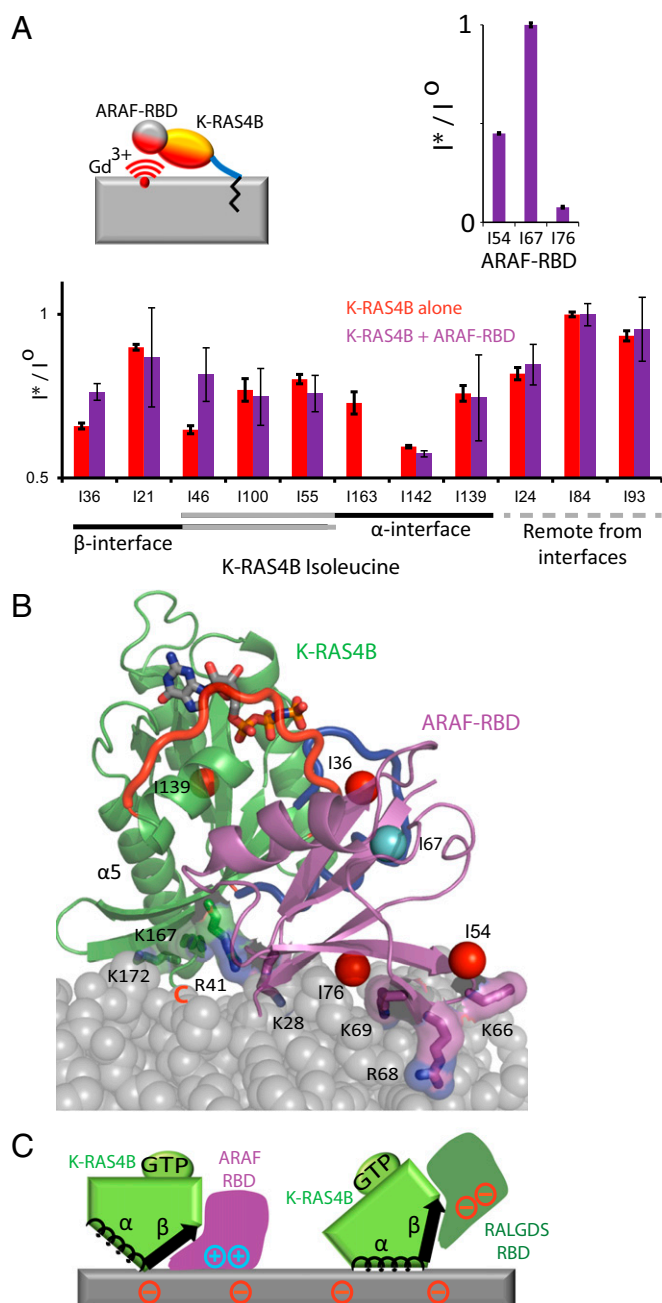 A
ARAF-RBD
K-RAS4B
Gd3+
I* / I°
1
0
I54 I67 I76
ARAF-RBD
I* / I°
1
0.5
K-RAS4B alone
K-RAS4B + ARAF-RBD
I36 I21 I46 I100 I55 I163 I142 I139 I24 I84 I93
β-interface
α-interface
Remote from
interfaces
K-RAS4B Isoleucine
B
K-RAS4B
ARAF-RBD
I36
I139
I67
α5
I54
K167
K172
R41
I76
K28
K69
K66
C
R68
C
K-RAS4B
GTP
ARAF
RBD
α
β
+ +
K-RAS4B
GTP
α
β
− −
RALGDS
RBD
− − − −